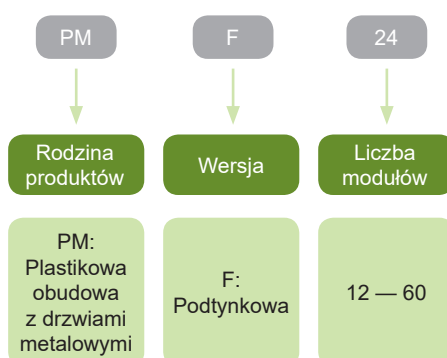 PM
F
24
Rodzina
produktów
Wersja
Liczba
modułów
PM:
Plastikowa
obudowa
z drzwiami
metalowymi
F:
Podtynkowa
12 — 60